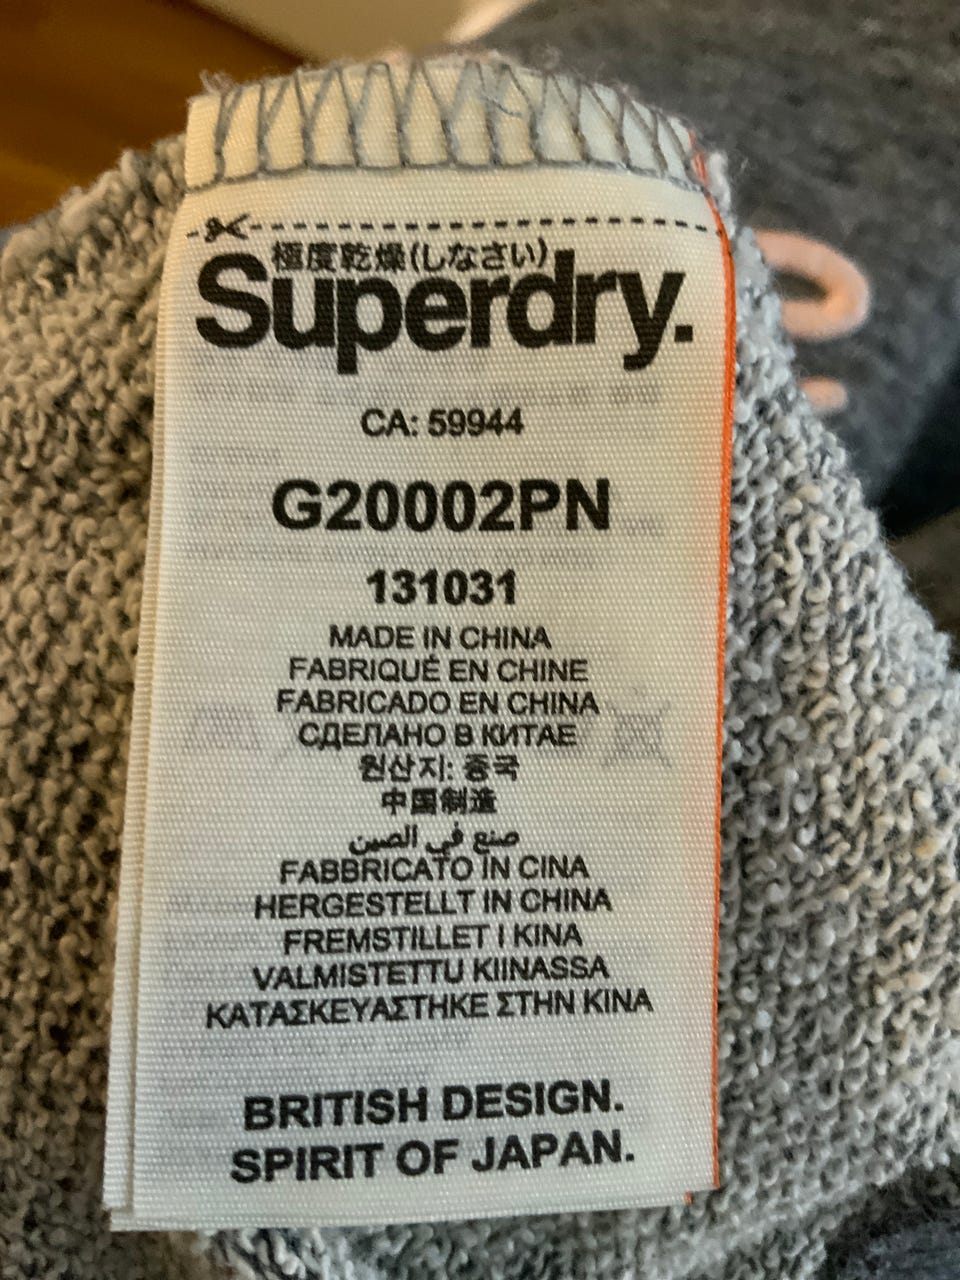 極度乾燥(しなさい)
Superdry.
CA: 59944
G20002PN
131031
MADE IN CHINA
FABRIQUÉ EN CHINE
FABRICADO EN CHINA
СДЕЛАНО В КИТАЕ
원산지: 중국
中国制造
صنع في الصين
FABBRICATO IN CINA
HERGESTELLT IN CHINA
FREMSTILLET I KINA
VALMISTETTU KIINASSA
ΚΑΤΑΣΚΕΥΑΣΤΗΚΕ ΣΤΗΝ ΚΙΝΑ
BRITISH DESIGN.
SPIRIT OF JAPAN.